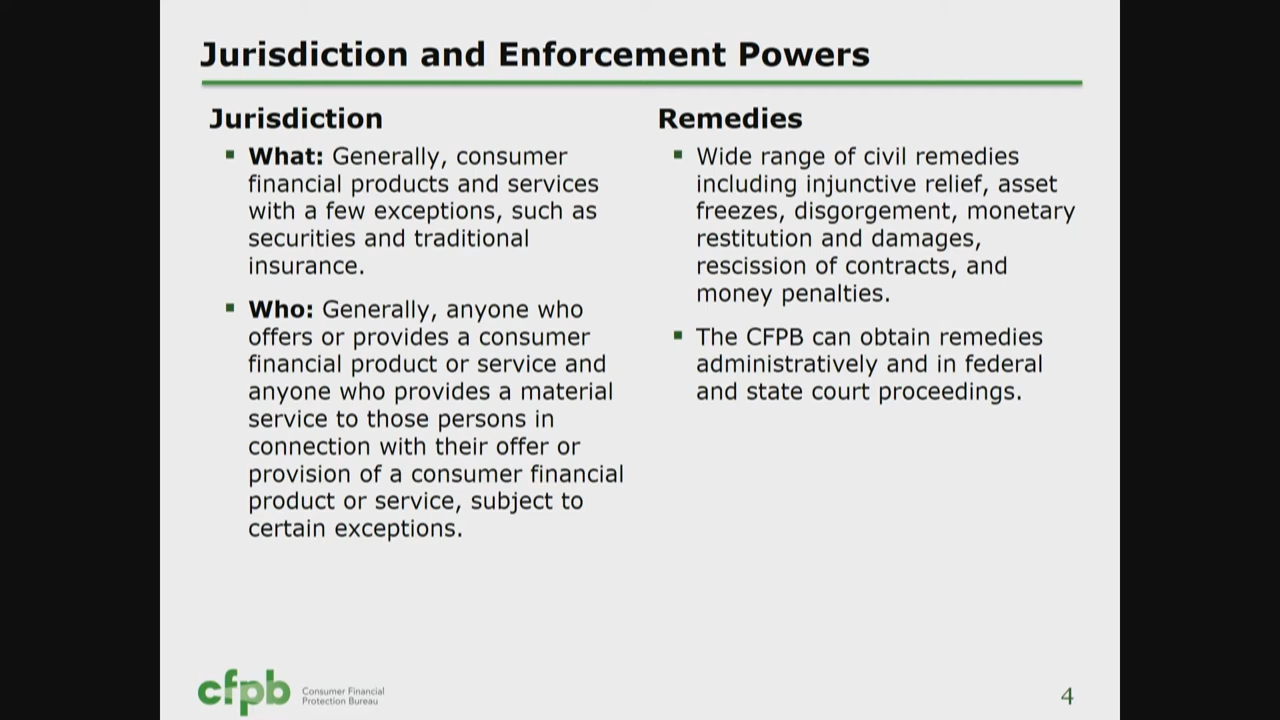 Jurisdiction and Enforcement Powers
Jurisdiction
What: Generally, consumer
financial products and services
with a few exceptions, such as
securities and traditional
insurance.
Who: Generally, anyone who
offers or provides a consumer
financial product or service and
anyone who provides a material
service to those persons in
connection with their offer or
provision of a consumer financial
product or service, subject to
certain exceptions.
Remedies
Wide range of civil remedies
including injunctive relief, asset
freezes, disgorgement, monetary
restitution and damages,
rescission of contracts, and
money penalties.
The CFPB can obtain remedies
administratively and in federal
and state court proceedings.
cfpb
Consumer Financial
Protection Bureau
4